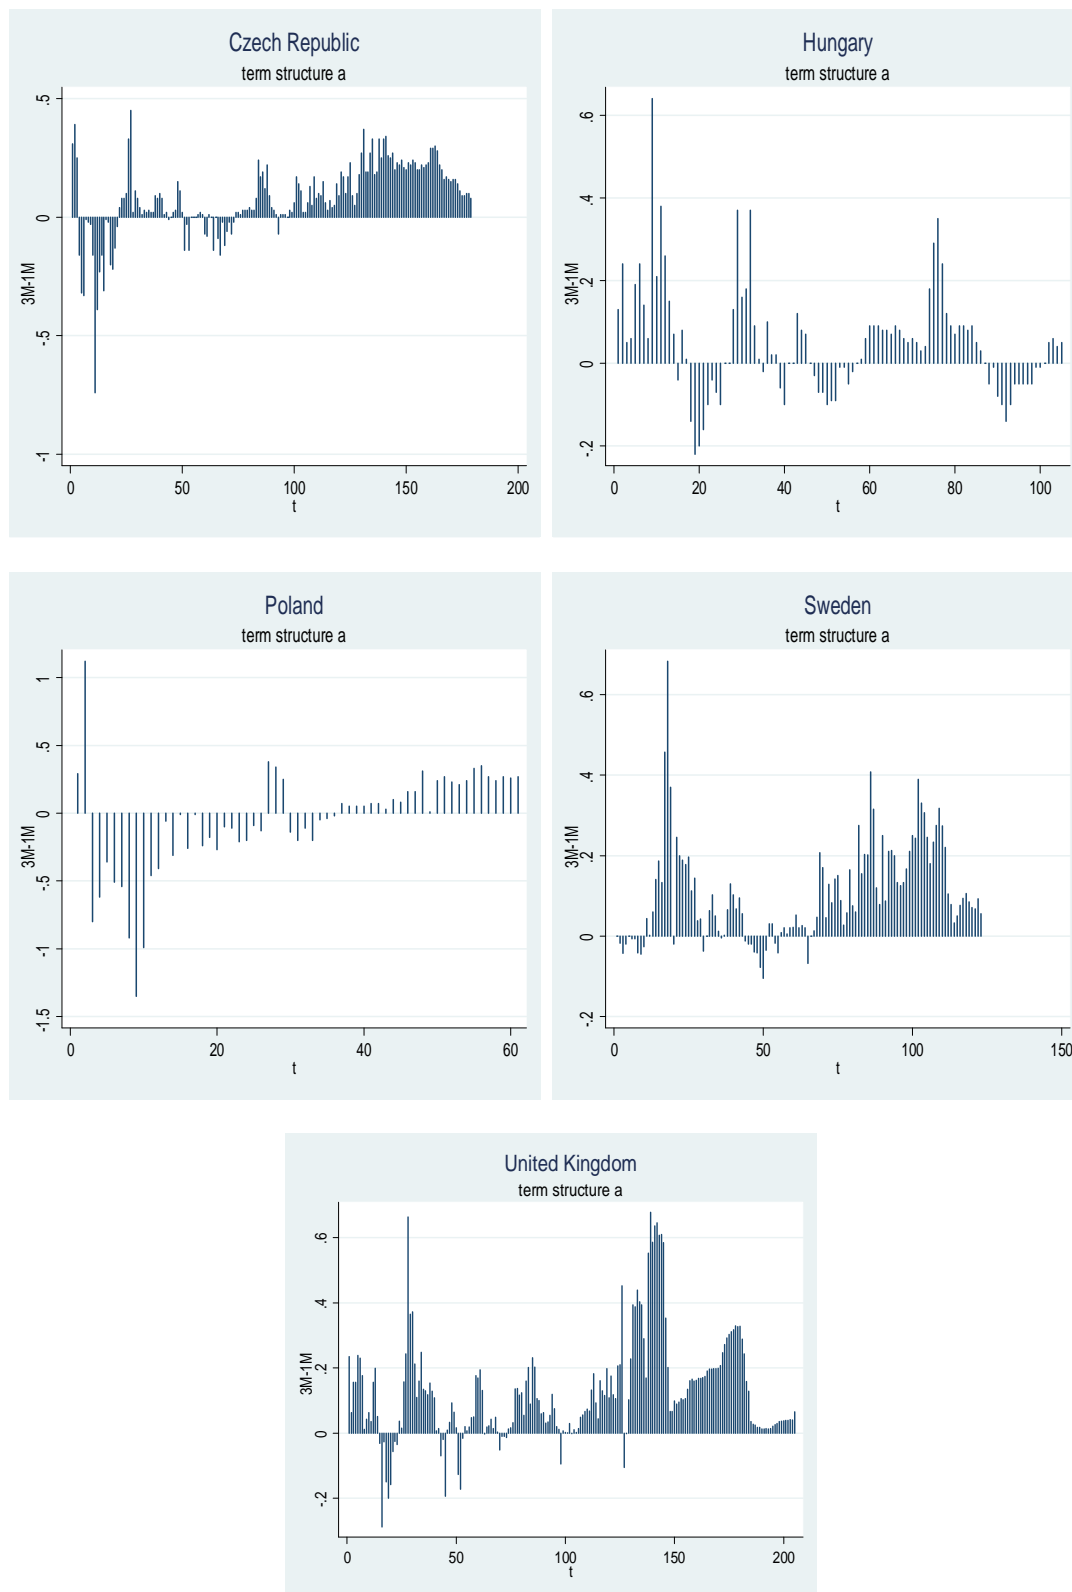 Czech Republic
term structure a
3M-1M
.5
0
-.5
-1
0 50 100 150 200
t
Hungary
term structure a
3M-1M
.6
.4
.2
0
-.2
0 20 40 60 80 100
t
Poland
term structure a
3M-1M
1
.5
0
-.5
-1
-1.5
0 20 40 60
t
Sweden
term structure a
3M-1M
.6
.4
.2
0
-.2
0 50 100 150
t
United Kingdom
term structure a
3M-1M
.6
.4
.2
0
-.2
0 50 100 150 200
t